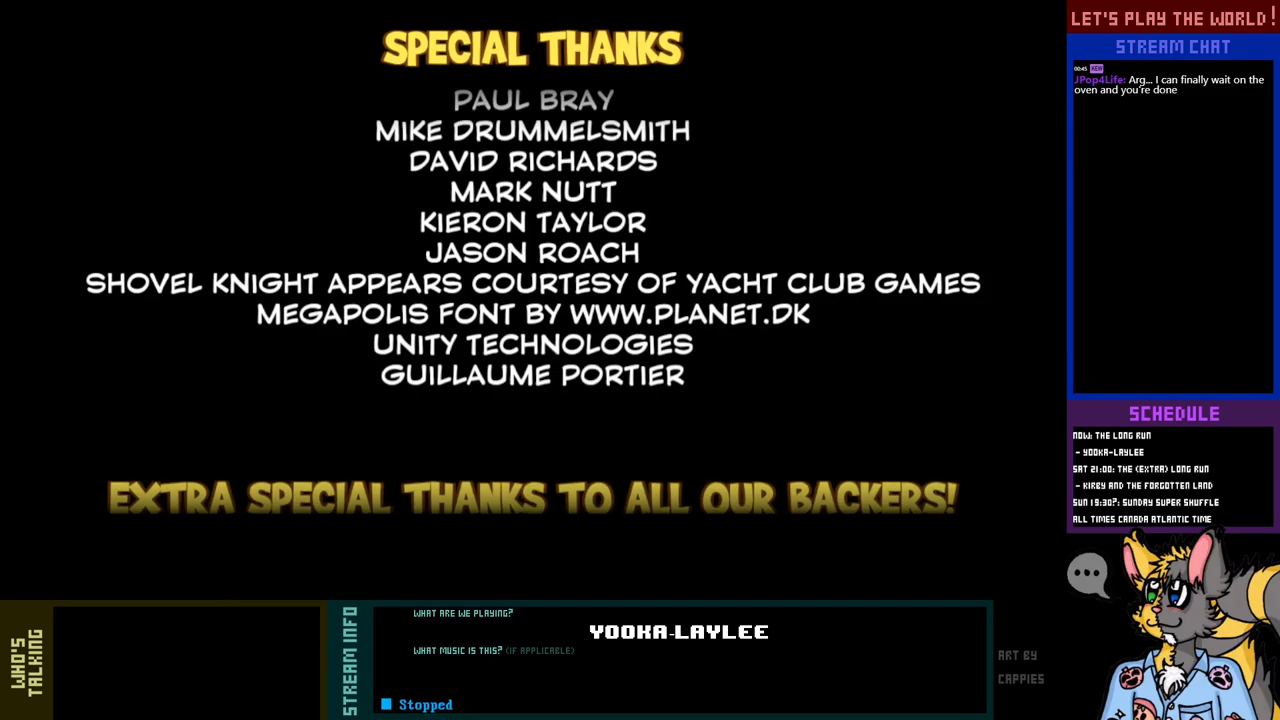 SPECIAL THANKS
PAUL BRAY
MIKE DRUMMELSMITH
DAVID RICHARDS
MARK NUTT
KIERON TAYLOR
JASON ROACH
SHOVEL KNIGHT APPEARS COURTESY OF YACHT CLUB GAMES
MEGAPOLIS FONT BY WWW.PLANET.DK
UNITY TECHNOLOGIES
GUILLAUME PORTIER
EXTRA SPECIAL THANKS TO ALL OUR BACKERS!
LET'S PLAY THE WORLD!
STREAM CHAT
00:45 KEW
JPop4Life: Arg... I can finally wait on the
oven and you're done
SCHEDULE
NOW: THE LONG RUN
- YOOKA-LAYLEE
SAT 21:00: THE (EXTRA) LONG RUN
- KIRBY AND THE FORGOTTEN LAND
SUN 19:30?: SUNDAY SUPER SHUFFLE
ALL TIMES CANADA ATLANTIC TIME
WHO'S
TALKING
STREAM INFO
WHAT ARE WE PLAYING?
YOOKA-LAYLEE
WHAT MUSIC IS THIS? (IF APPLICABLE)
Stopped
ART BY
CAPPIES